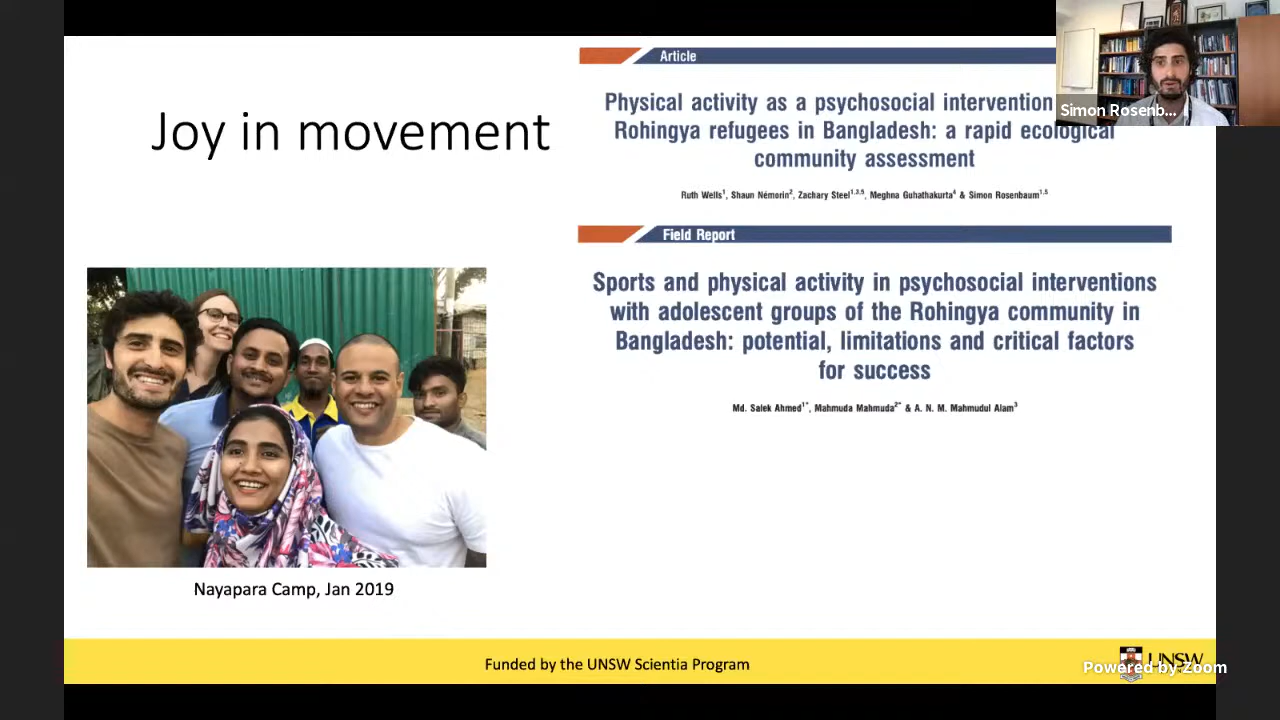 Joy in movement
Article
Physical activity as a psychosocial intervention
Rohingya refugees in Bangladesh: a rapid ecological
community assessment
Ruth Wells1, Shaun Némorin2, Zachary Steel1,3,5, Meghna Guhathakurta4 & Simon Rosenbaum1,5
Field Report
Sports and physical activity in psychosocial interventions
with adolescent groups of the Rohingya community in
Bangladesh: potential, limitations and critical factors
for success
Md. Salek Ahmed1*, Mahmuda Mahmuda2* & A. N. M. Mahmudul Alam3
Simon Rosenb...
Nayapara Camp, Jan 2019
Funded by the UNSW Scientia Program
UNSW
Powered by Zoom